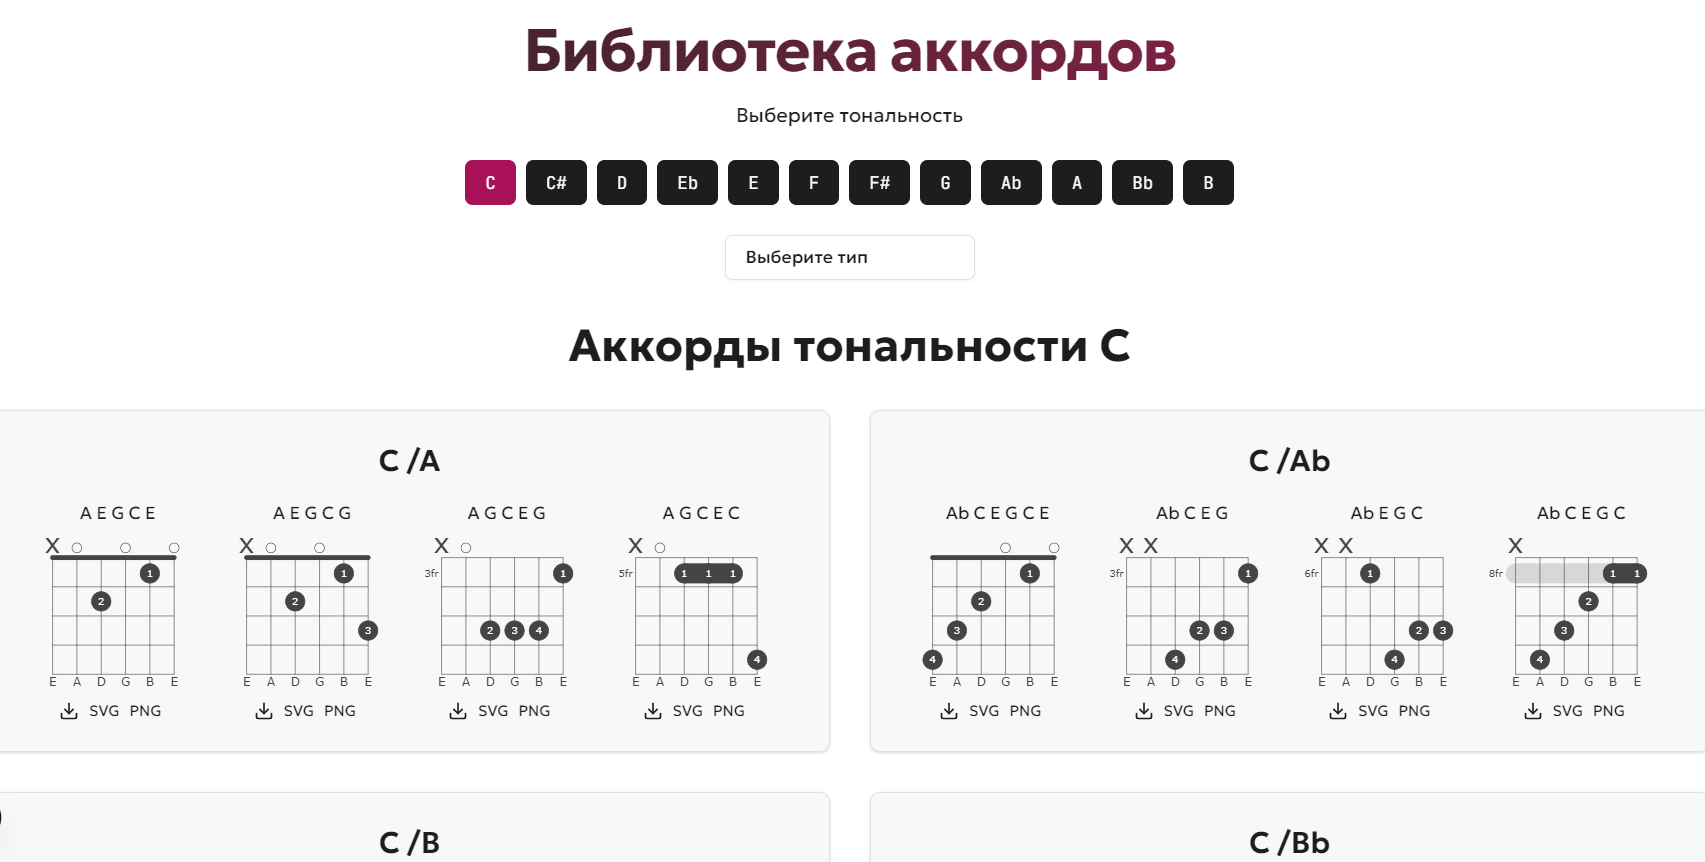 Библиотека аккордов
Выберите тональность
C C# D Eb E F F# G Ab A Bb B
Выберите тип
Аккорды тональности C
C /A
A E G C E
X
1
2
E A D G B E
SVG PNG
A E G C G
X
1
2
3
E A D G B E
SVG PNG
A G C E G
X
3fr 1
2 3 4
E A D G B E
SVG PNG
A G C E C
X
5fr 1 1 1
4
E A D G B E
SVG PNG
C /Ab
Ab C E G C E
1
2
3
4
E A D G B E
SVG PNG
Ab C E G
X X
3fr 1
2 3
4
E A D G B E
SVG PNG
Ab E G C
X X
6fr 1
2 3
4
E A D G B E
SVG PNG
Ab C E G C
X
8fr 1 1
2
3
4
E A D G B E
SVG PNG
C /B
C /Bb